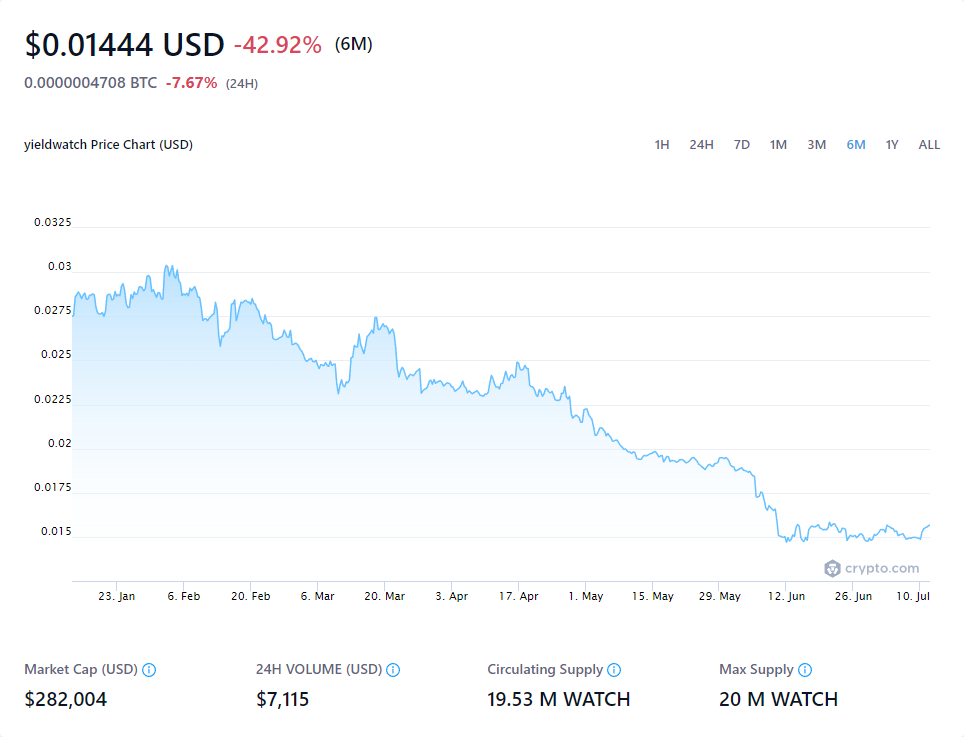 $0.01444 USD -42.92% (6M)
0.0000004708 BTC -7.67% (24H)
yieldwatch Price Chart (USD) 1H 24H 7D 1M 3M 6M 1Y ALL
0.0325
0.03
0.0275
0.025
0.0225
0.02
0.0175
0.015
crypto.com
23. Jan 6. Feb 20. Feb 6. Mar 20. Mar 3. Apr 17. Apr 1. May 15. May 29. May 12. Jun 26. Jun 10. Jul
Market Cap (USD) 24H VOLUME (USD) Circulating Supply Max Supply
$282,004 $7,115 19.53 M WATCH 20 M WATCH